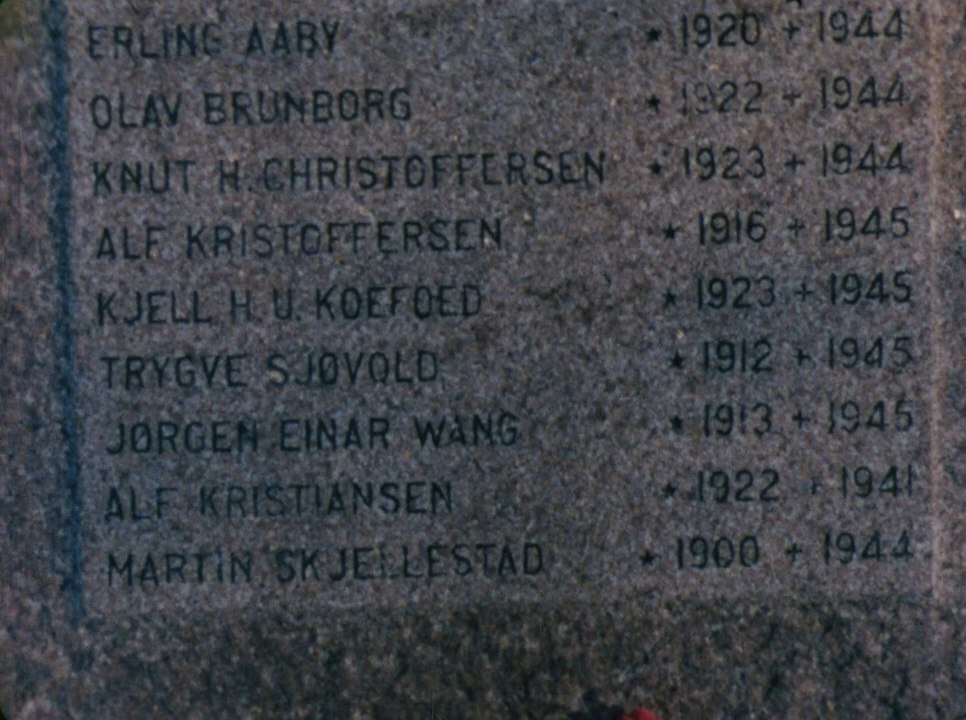 ERLING AABY * 1920 + 1944
OLAV BRUNBORG * 1922 + 1944
KNUT H. CHRISTOFFERSEN * 1923 + 1944
ALF KRISTOFFERSEN * 1916 + 1945
KJELL H. U. KOEFOED * 1923 + 1945
TRYGVE SJØVOLD * 1912 + 1945
JØRGEN EINAR WANG * 1913 + 1945
ALF KRISTIANSEN * 1922 + 1941
MARTIN SKJELLESTAD * 1900 + 1944